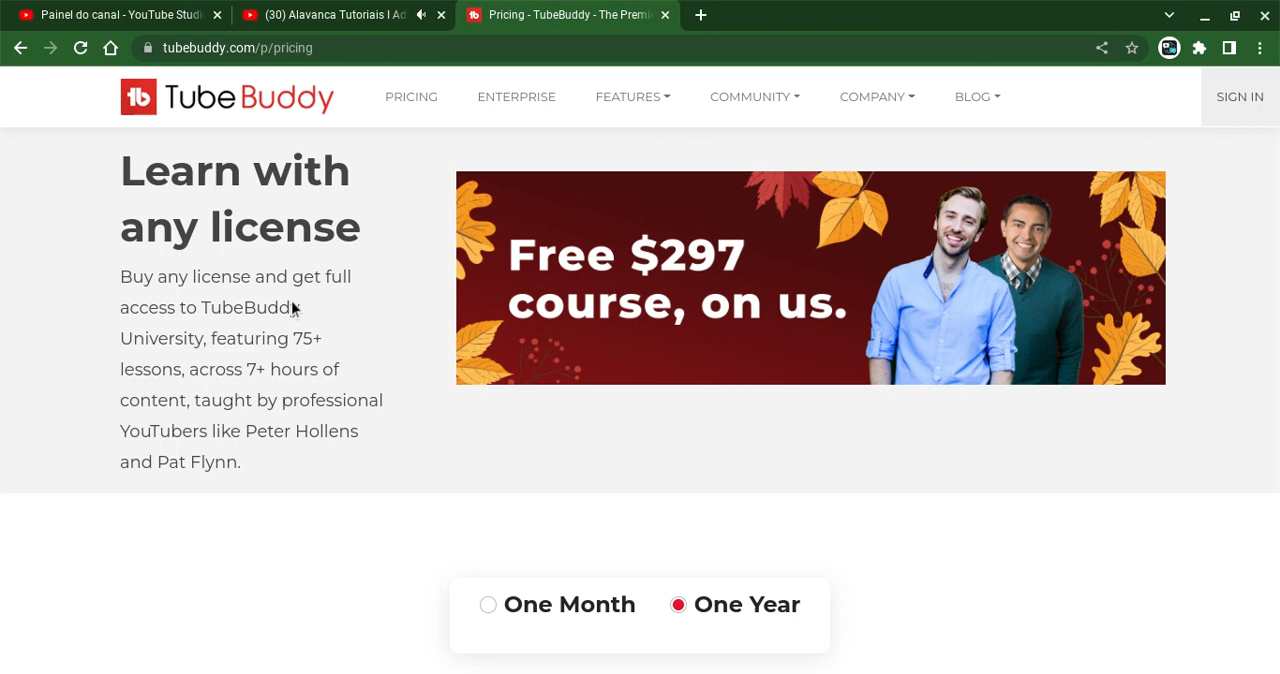 Painel do canal - YouTube Studi
(30) Alavanca Tutoriais I Ad
Pricing - TubeBuddy - The Premi
tubebuddy.com/p/pricing
tb TubeBuddy
PRICING
ENTERPRISE
FEATURES
COMMUNITY
COMPANY
BLOG
SIGN IN
Learn with
any license
Buy any license and get full
access to TubeBuddy
University, featuring 75+
lessons, across 7+ hours of
content, taught by professional
YouTubers like Peter Hollens
and Pat Flynn.
Free $297
course, on us.
One Month
One Year